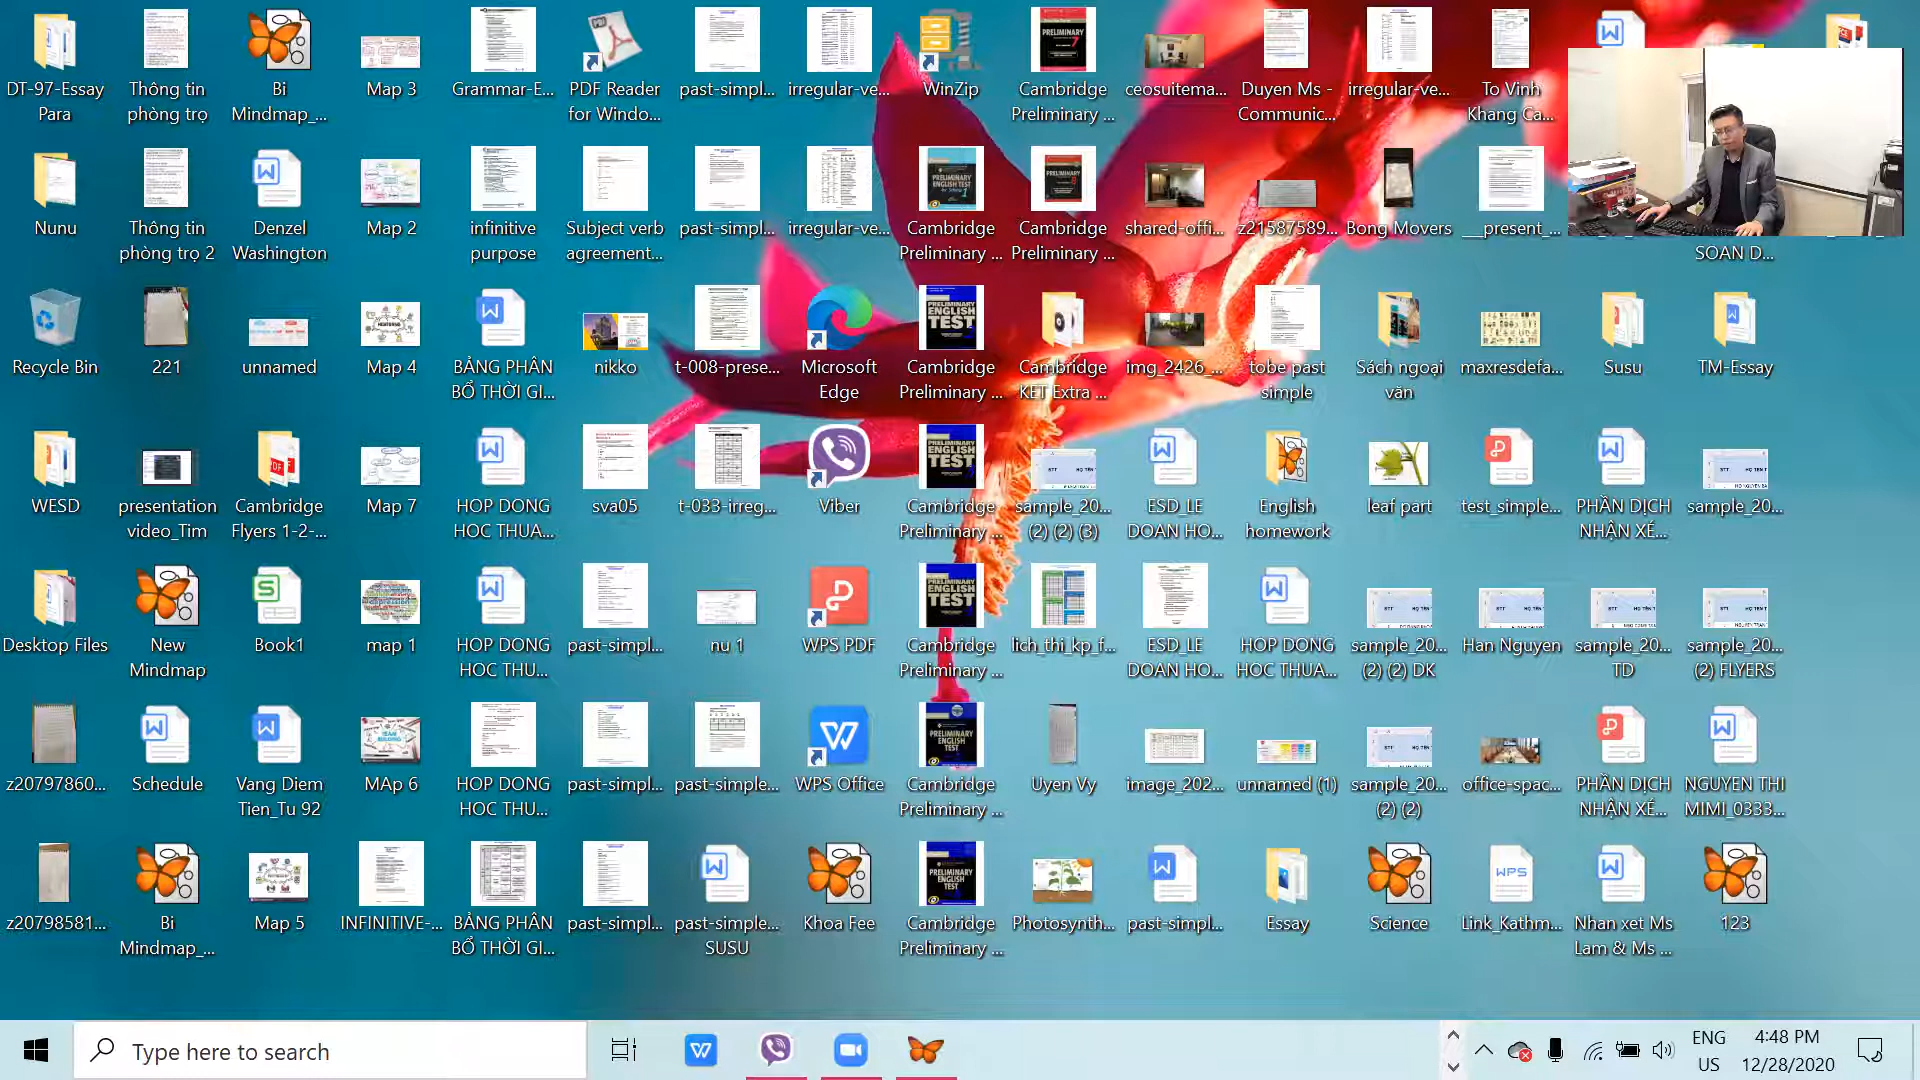 DT-97-Essay Para
Thông tin phòng trọ
Bi Mindmap_...
Map 3
Grammar-E...
PDF Reader for Windo...
past-simpl...
irregular-ve...
WinZip
Cambridge Preliminary ...
ceosuitema...
Duyen Ms - Communic...
irregular-ve...
To Vinh Khang Ca...
Nunu
Thông tin phòng trọ 2
Denzel Washington
Map 2
infinitive purpose
Subject verb agreement...
past-simpl...
irregular-ve...
Cambridge Preliminary ...
Cambridge Preliminary ...
shared-offi...
z21587589...
Bong Movers
__present_...
SOAN D...
Recycle Bin
221
unnamed
Map 4
BẢNG PHÂN BỔ THỜI GI...
nikko
t-008-prese...
Microsoft Edge
Cambridge Preliminary ...
Cambridge KET Extra ...
img_2426_...
tobe past simple
Sách ngoại văn
maxresdefa...
Susu
TM-Essay
WESD
presentation video_Tim
Cambridge Flyers 1-2-...
Map 7
HOP DONG HOC THUA...
sva05
t-033-irreg...
Viber
Cambridge Preliminary ...
sample_20... (2) (2) (3)
ESD_LE DOAN HO...
English homework
leaf part
test_simple...
PHẦN DỊCH NHẬN XÉ...
sample_20...
Desktop Files
New Mindmap
Book1
map 1
HOP DONG HOC THU...
past-simpl...
nu 1
WPS PDF
Cambridge Preliminary ...
lich_thi_kp_f...
ESD_LE DOAN HO...
HOP DONG HOC THUA...
sample_20... (2) (2) DK
Han Nguyen
sample_20... TD
sample_20... (2) FLYERS
z20797860...
Schedule
Vang Diem Tien_Tu 92
MAp 6
HOP DONG HOC THU...
past-simpl...
past-simple...
WPS Office
Cambridge Preliminary ...
Uyen Vy
image_202...
unnamed (1)
sample_20... (2) (2)
office-spac...
PHẦN DỊCH NHẬN XÉ...
NGUYEN THI MIMI_0333...
z20798581...
Bi Mindmap_...
Map 5
INFINITIVE-...
BẢNG PHÂN BỔ THỜI GI...
past-simpl...
past-simple... SUSU
Khoa Fee
Cambridge Preliminary ...
Photosynth...
past-simpl...
Essay
Science
Link_Kathm...
Nhan xet Ms Lam & Ms ...
123
Type here to search
ENG
US
4:48 PM
12/28/2020